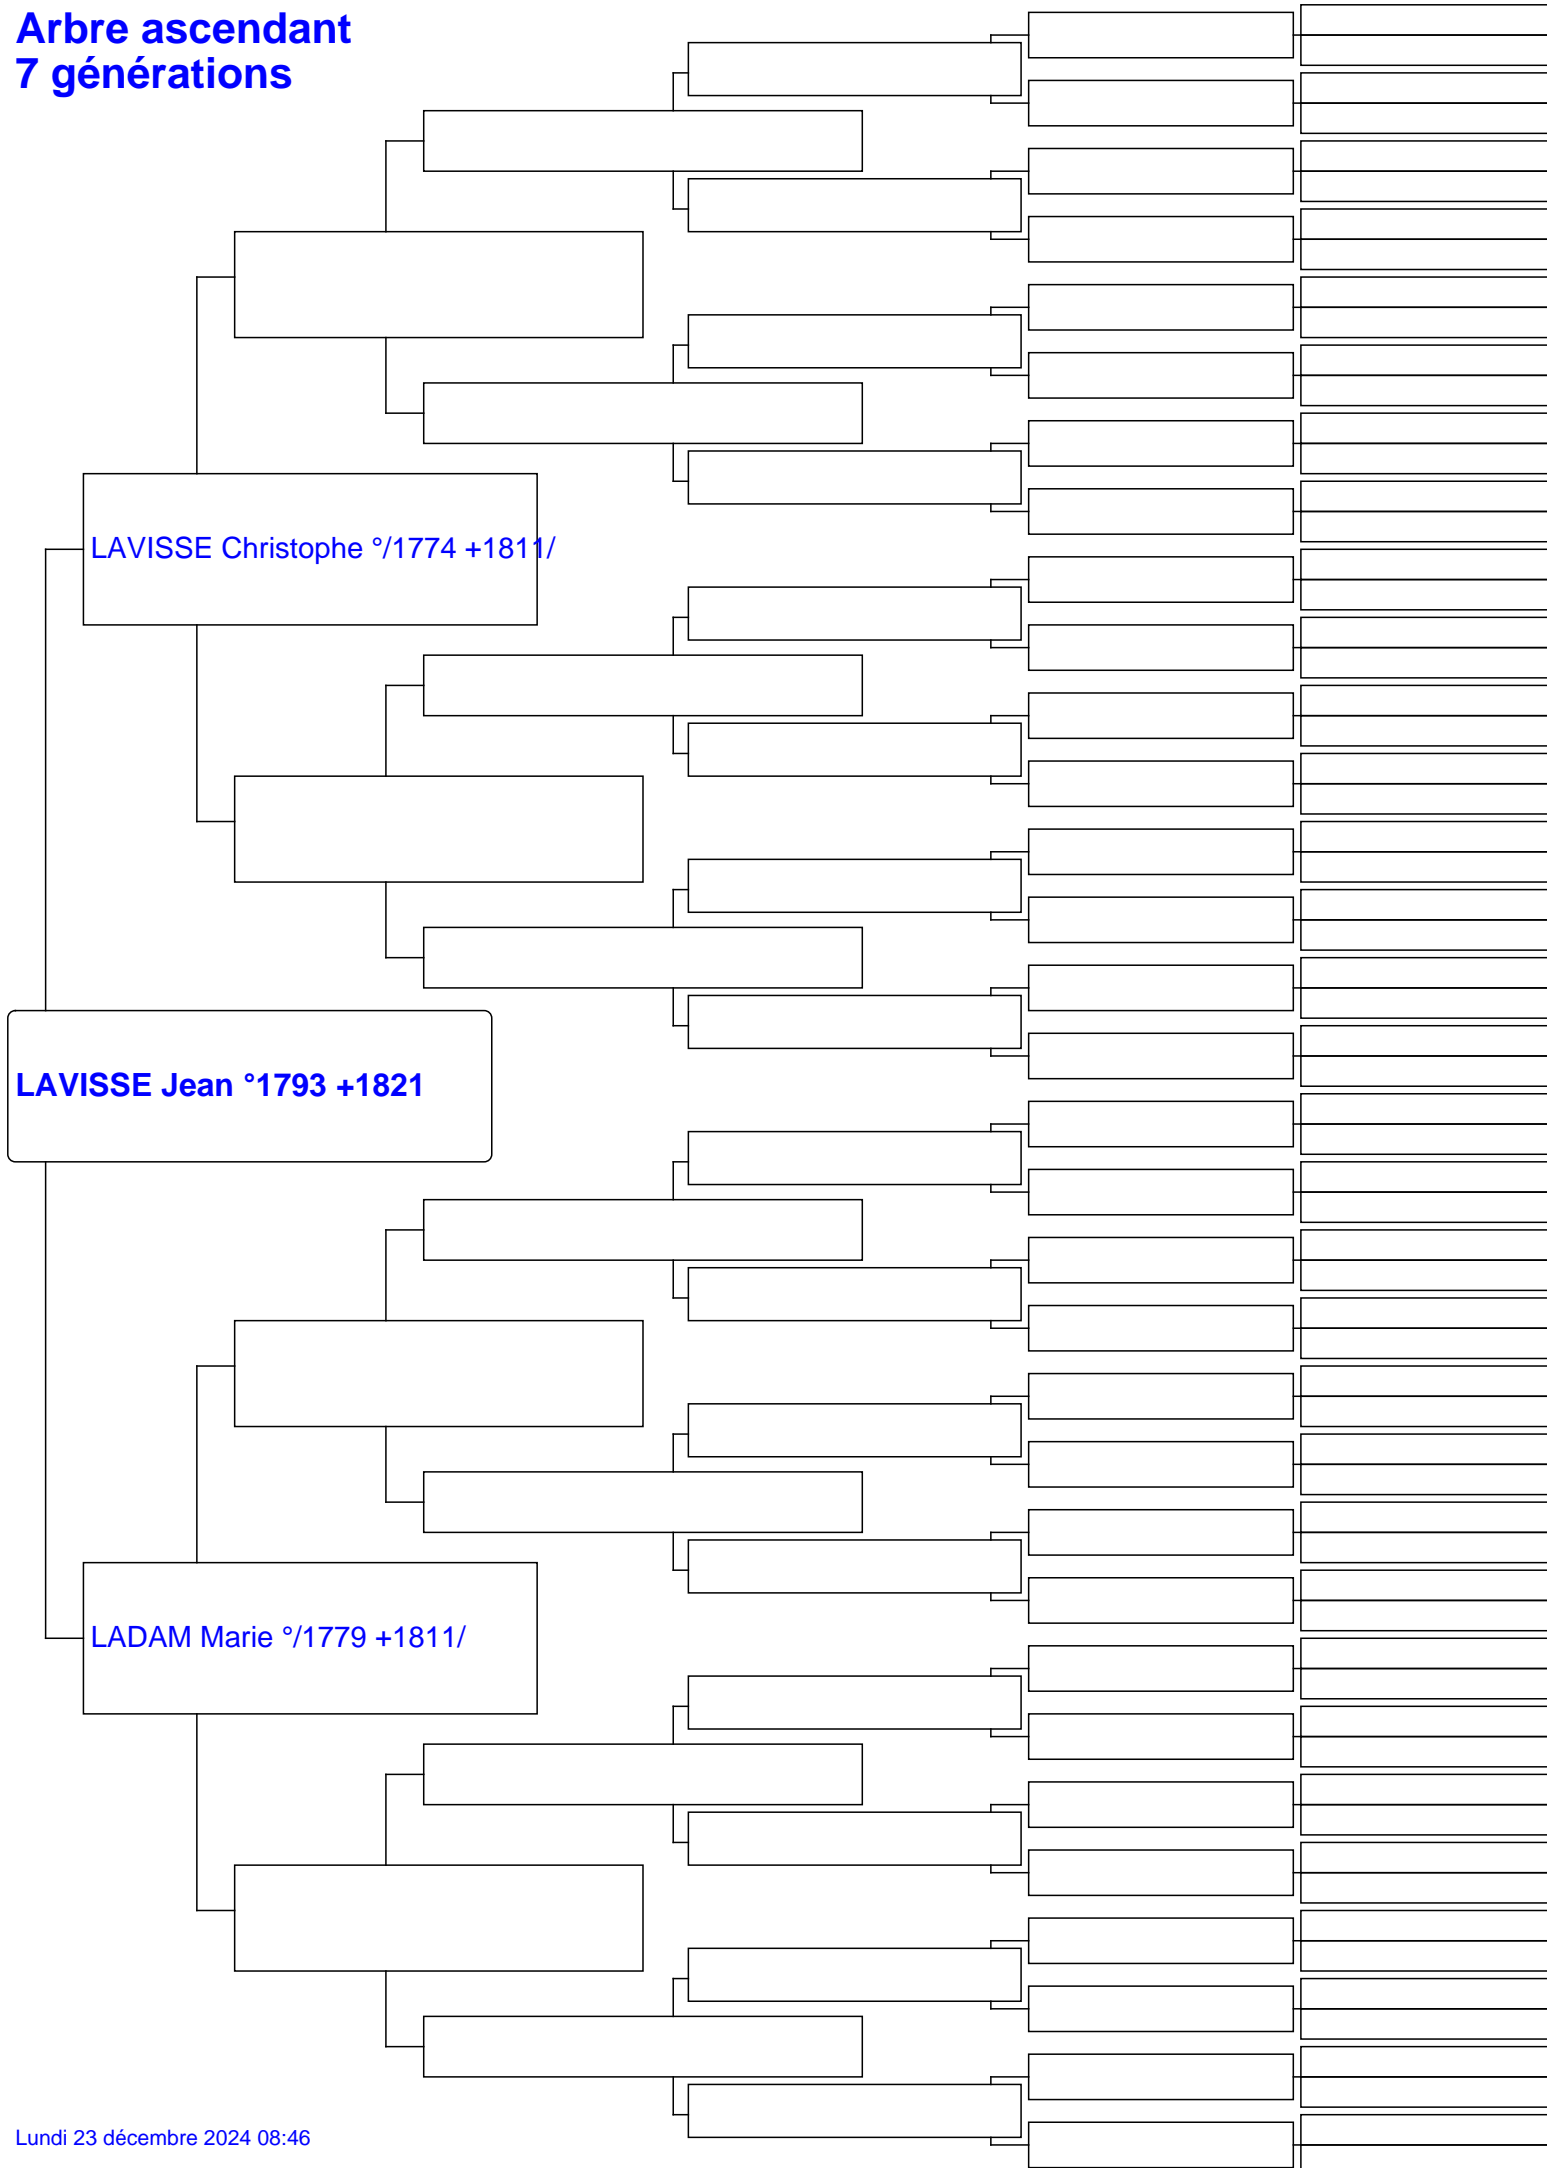 Arbre ascendant
7 générations
LAVISSE Christophe °/1774 +1811/
LAVISSE Jean °1793 +1821
LADAM Marie °/1779 +1811/
Lundi 23 décembre 2024 08:46